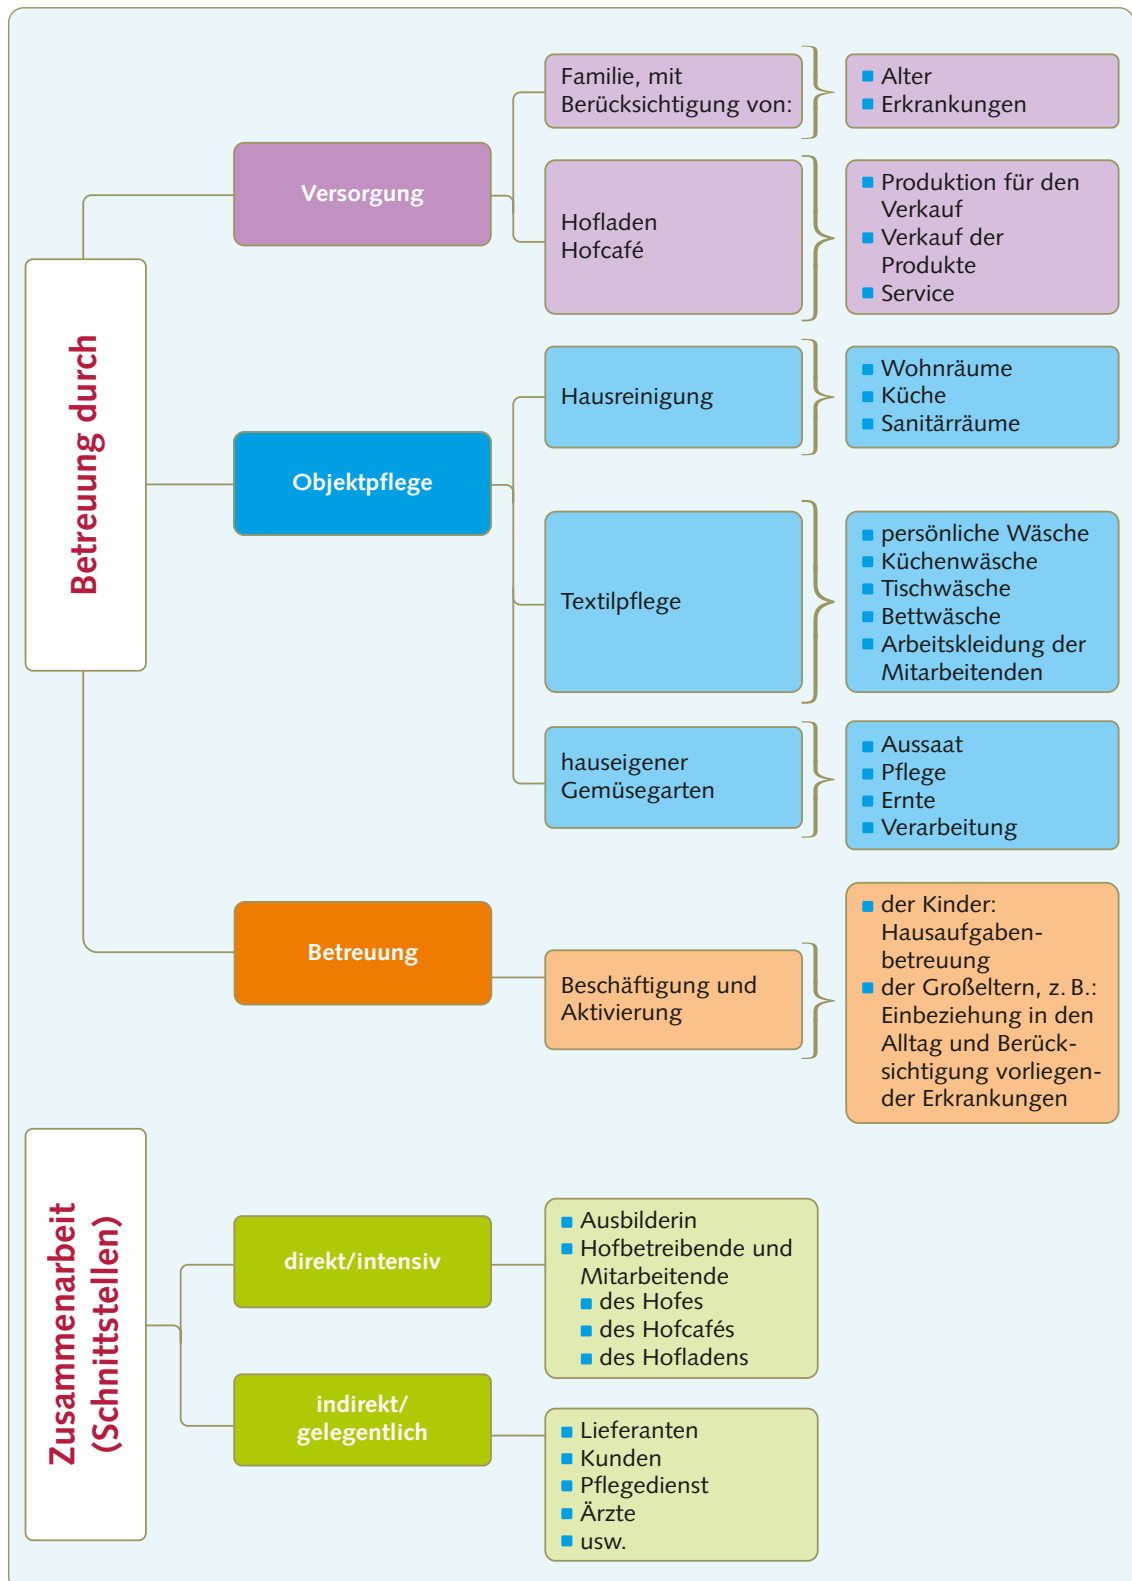 Betreuung durch
Versorgung
Familie, mit
Berücksichtigung von:
Alter
Erkrankungen
Hofladen
Hofcafé
Produktion für den
Verkauf
Verkauf der
Produkte
Service
Objektpflege
Hausreinigung
Wohnräume
Küche
Sanitärräume
Textilpflege
persönliche Wäsche
Küchenwäsche
Tischwäsche
Bettwäsche
Arbeitskleidung der
Mitarbeitenden
hauseigener
Gemüsegarten
Aussaat
Pflege
Ernte
Verarbeitung
Betreuung
Beschäftigung und
Aktivierung
der Kinder:
Hausaufgaben-
betreuung
der Großeltern, z. B.:
Einbeziehung in den
Alltag und Berück-
sichtigung vorliegen-
der Erkrankungen
Zusammenarbeit
(Schnittstellen)
direkt/intensiv
Ausbilderin
Hofbetreibende und
Mitarbeitende
des Hofes
des Hofcafés
des Hofladens
indirekt/
gelegentlich
Lieferanten
Kunden
Pflegedienst
Ärzte
usw.